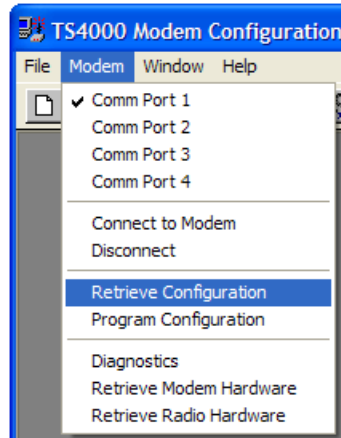 TS4000 Modem Configuration
File Modem Window Help
Comm Port 1
Comm Port 2
Comm Port 3
Comm Port 4
Connect to Modem
Disconnect
Retrieve Configuration
Program Configuration
Diagnostics
Retrieve Modem Hardware
Retrieve Radio Hardware